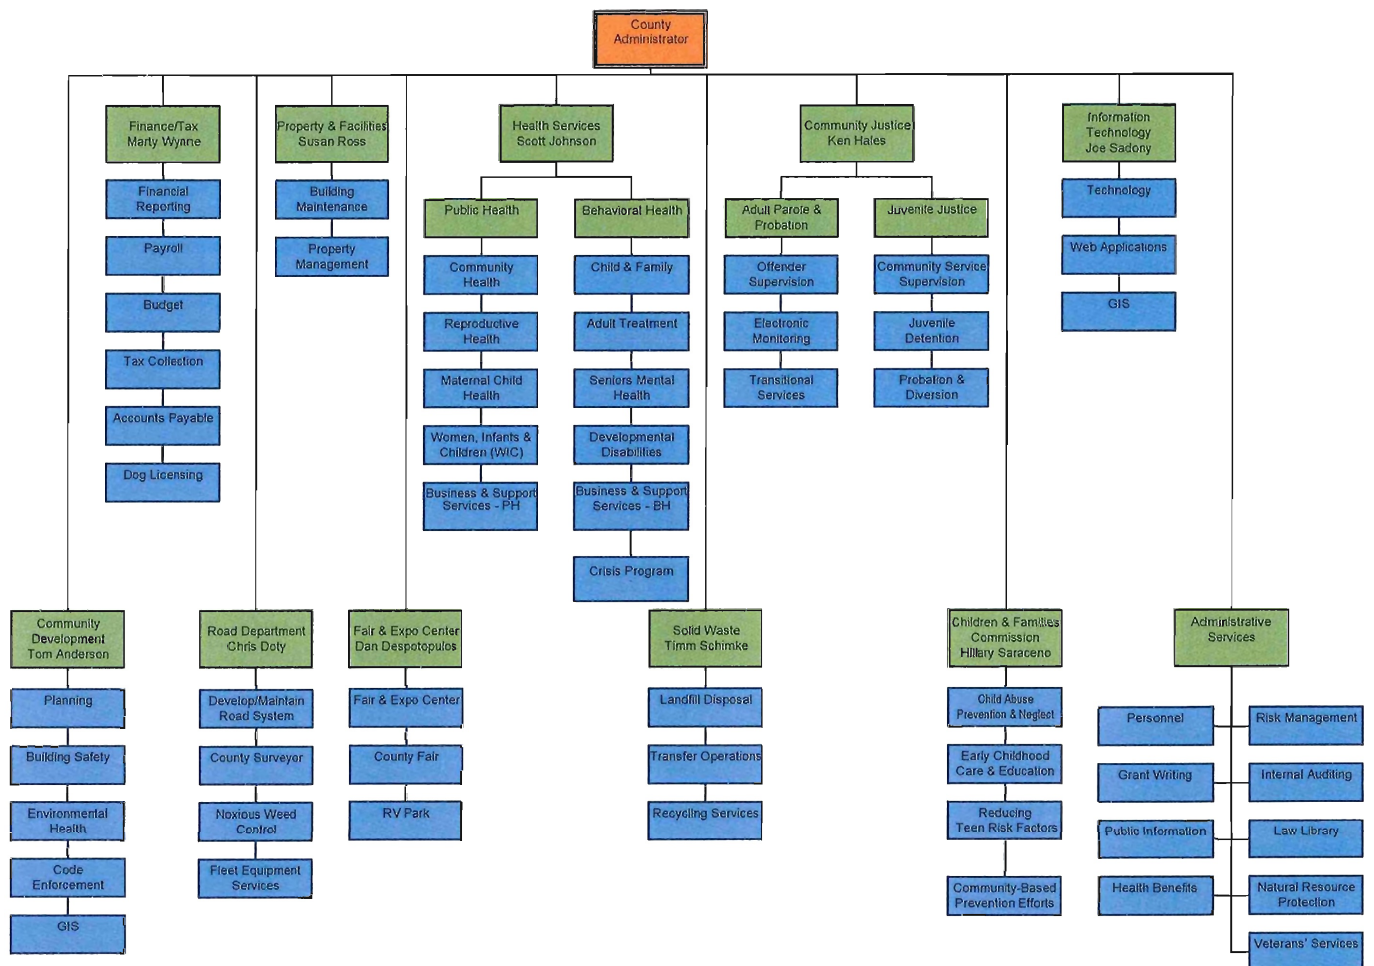 County
Administrator
Finance/Tax
Marty Wynne
Financial
Reporting
Payroll
Budget
Tax Collection
Accounts Payable
Dog Licensing
Property & Facilities
Susan Ross
Building
Maintenance
Property
Management
Health Services
Scott Johnson
Public Health
Community
Health
Reproductive
Health
Maternal Child
Health
Women, Infants &
Children (WIC)
Business & Support
Services - PH
Behavioral Health
Child & Family
Adult Treatment
Seniors Mental
Health
Developmental
Disabilities
Business & Support
Services - BH
Crisis Program
Community Justice
Ken Hales
Adult Parole &
Probation
Offender
Supervision
Electronic
Monitoring
Transitional
Services
Juvenile Justice
Community Service
Supervision
Juvenile
Detention
Probation &
Diversion
Information
Technology
Joe Sadony
Technology
Web Applications
GIS
Community
Development
Tom Anderson
Planning
Building Safety
Environmental
Health
Code
Enforcement
GIS
Road Department
Chris Doty
Develop/Maintain
Road System
County Surveyor
Noxious Weed
Control
Fleet Equipment
Services
Fair & Expo Center
Dan Despotopulos
Fair & Expo Center
County Fair
RV Park
Solid Waste
Timm Schimke
Landfill Disposal
Transfer Operations
Recycling Services
Children & Families
Commission
Hillary Saraceno
Child Abuse
Prevention & Neglect
Early Childhood
Care & Education
Reducing
Teen Risk Factors
Community-Based
Prevention Efforts
Administrative
Services
Personnel
Risk Management
Grant Writing
Internal Auditing
Public Information
Law Library
Health Benefits
Natural Resource
Protection
Veterans' Services